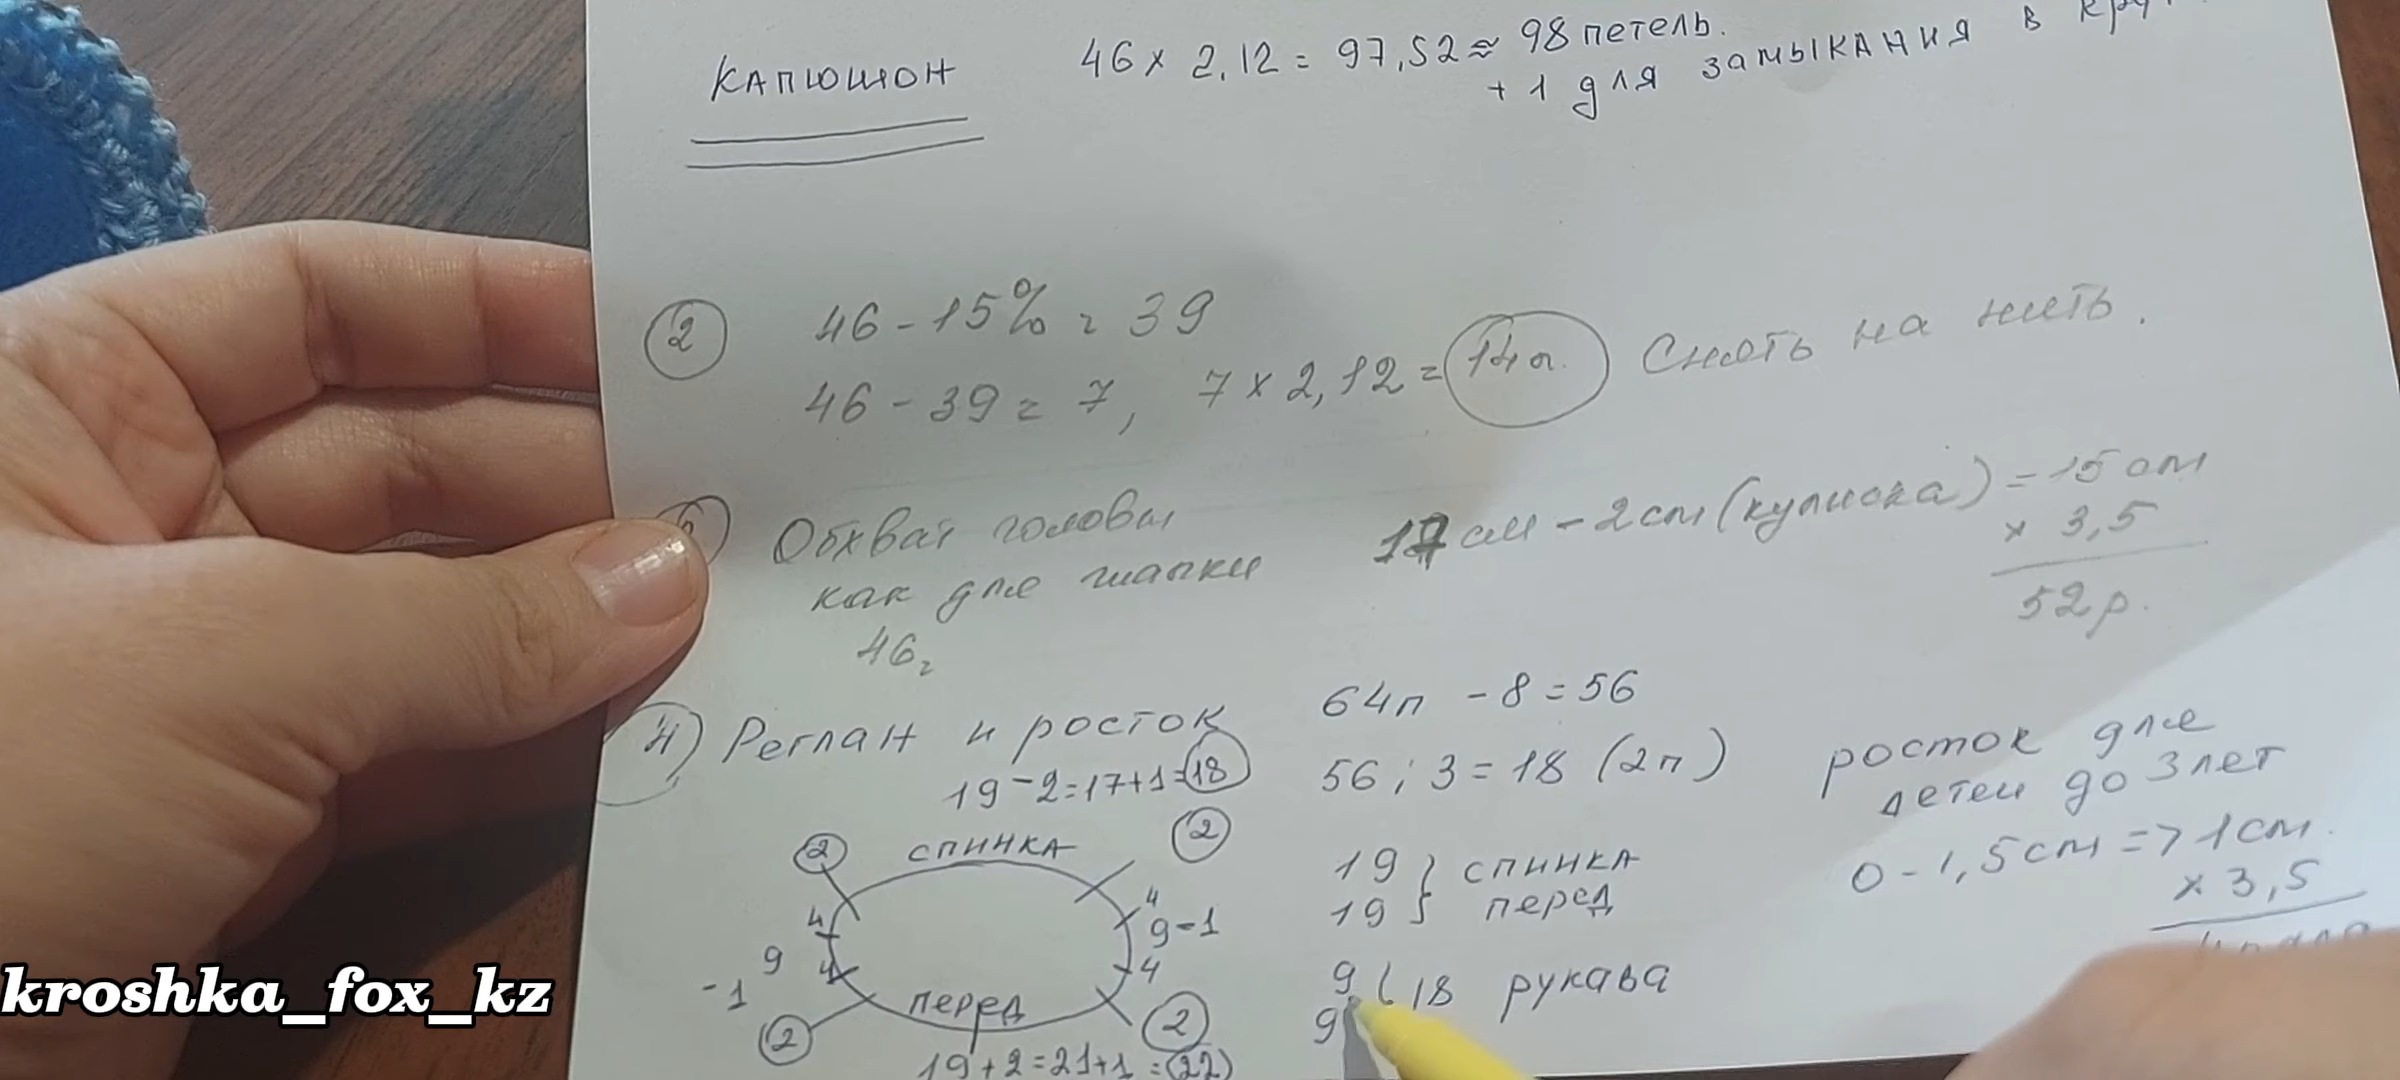 КАПЮШОН
46 x 2,12 = 97,52 ≈ 98 петель.
+ 1 для замыкания в
2 46 - 15% = 39
46 - 39 = 7, 7 x 2,12 = 14 п. Снять на нить.
Обхват головы
как для шапки
46,
17 см - 2 см (кулиска) = 15 см
x 3,5
52 р.
4) Реглан и росток
19 - 2 = 17 + 1 = 18
64п - 8 = 56
56 : 3 = 18 (2п)
росток для
детей до 3 лет
0 - 1,5 см => 1 см.
x 3,5
2 спинка 2
4 4
9 9-1
-1 4 4
2 перед 2
19 + 2 = 21 + 1 = 22
19 } спинка
19 } перед
9 18 рукава
9
kroshka_fox_kz